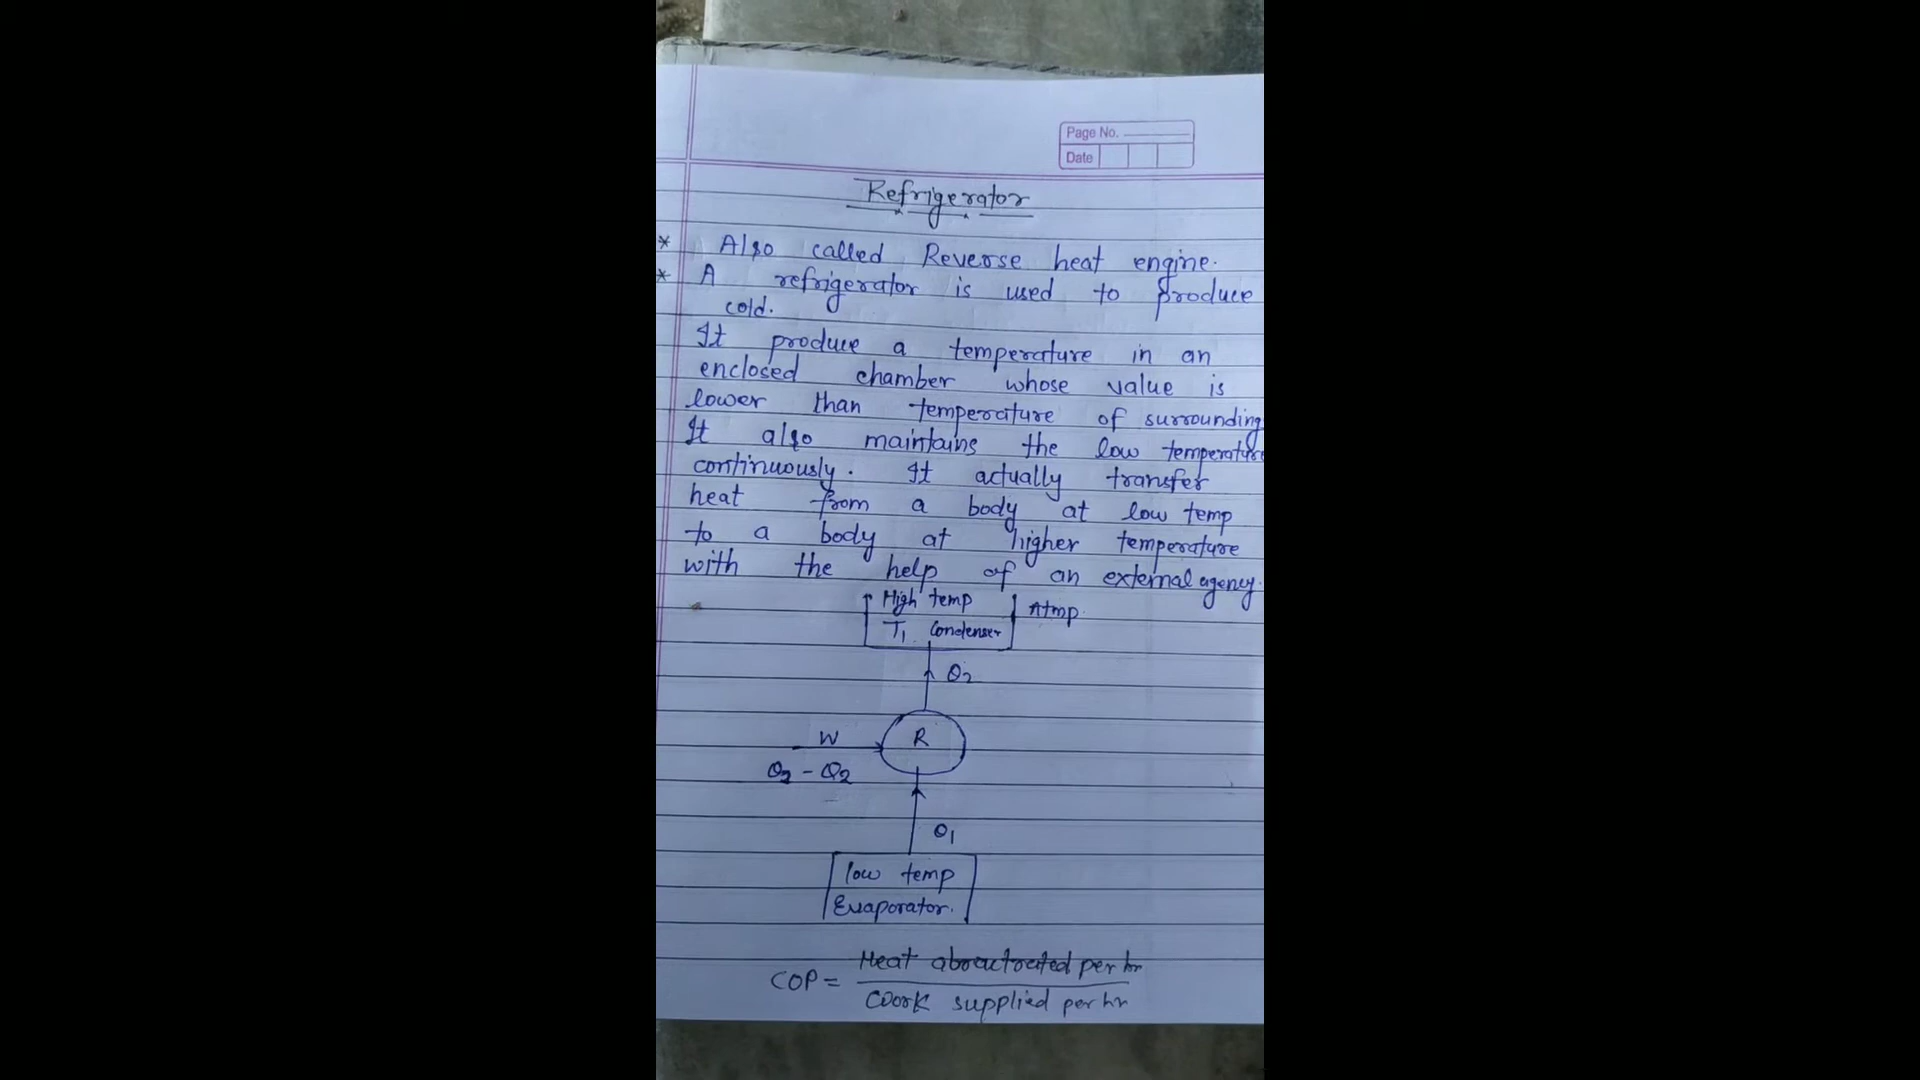 Page No.
Date
Refrigerator
* Also called Reverse heat engine.
* A refrigerator is used to produce
cold.
It produce a temperature in an
enclosed chamber whose value is
lower than temperature of surrounding
It also maintains the low temperature
continuously. It actually transfer
heat from a body at low temp
to a body at higher temperature
with the help of an external agency.
High temp Atmp.
T1 Condenser
Q2
W R
- Q2
Q1
low temp
Evaporator.
Heat per hr
COP =
Work supplied per hr